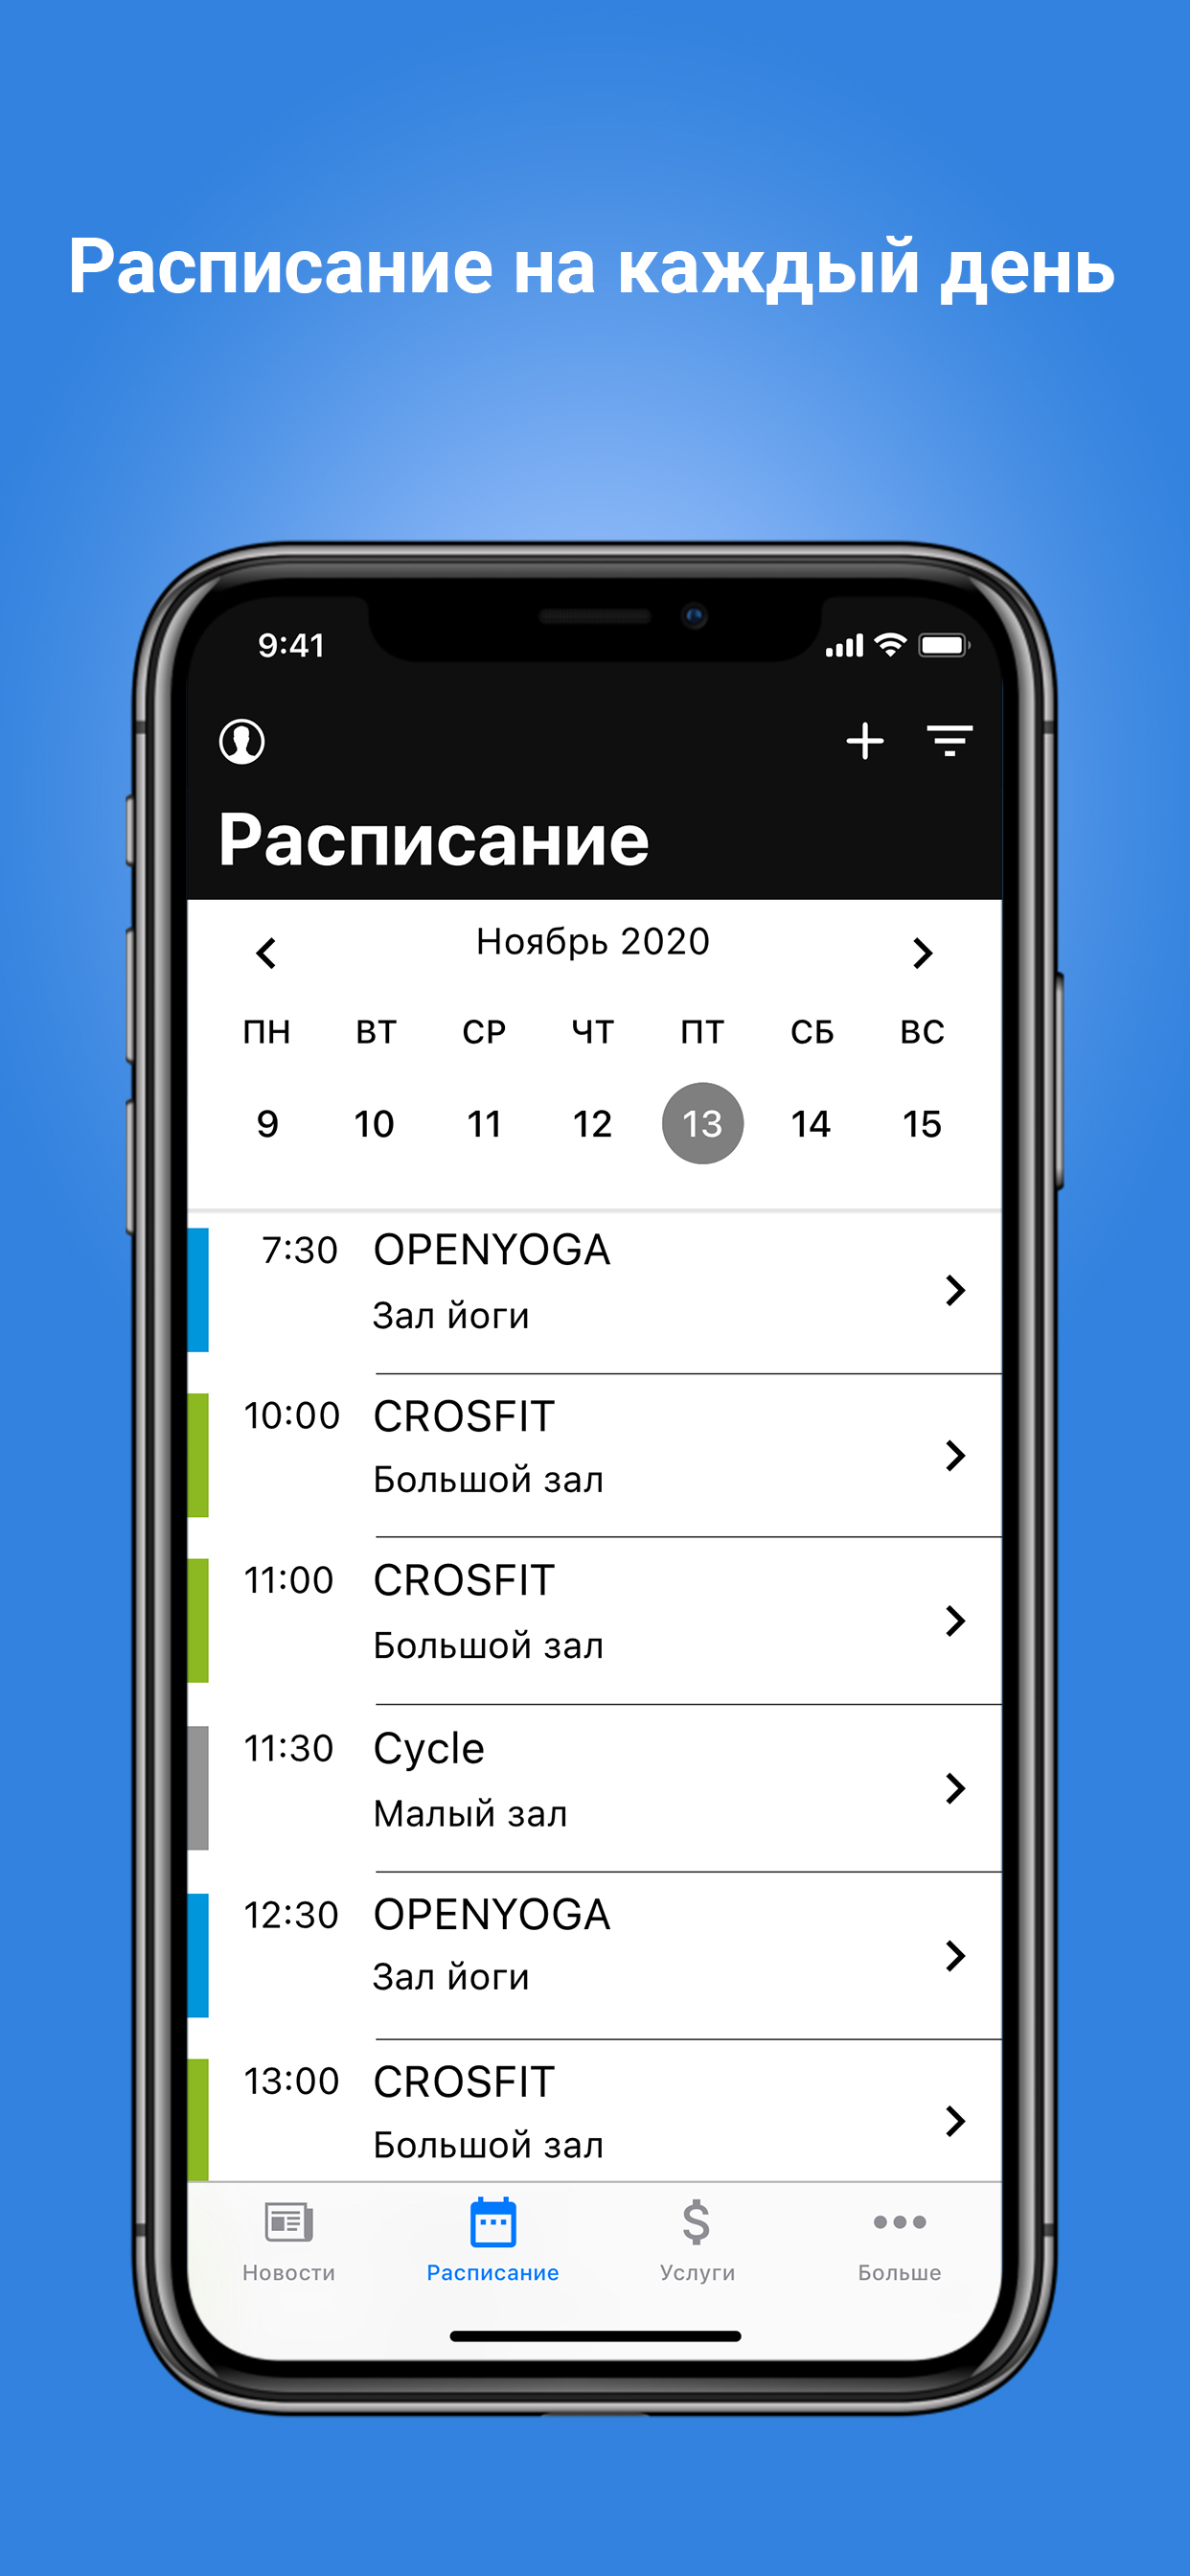 Расписание на каждый день
9:41
Расписание
Ноябрь 2020
ПН ВТ СР ЧТ ПТ СБ ВС
9 10 11 12 13 14 15
7:30 OPENYOGA
Зал йоги
10:00 CROSFIT
Большой зал
11:00 CROSFIT
Большой зал
11:30 Cycle
Малый зал
12:30 OPENYOGA
Зал йоги
13:00 CROSFIT
Большой зал
Новости Расписание Услуги Больше